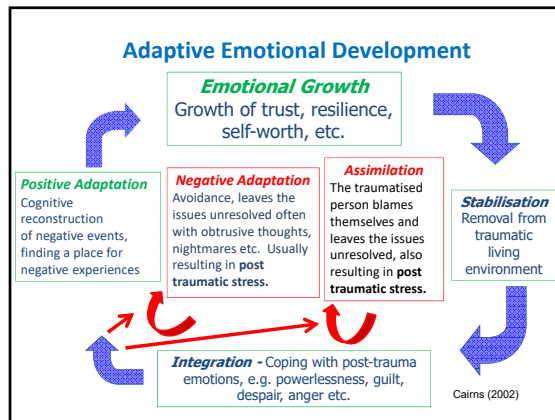 Adaptive Emotional Development
Emotional Growth
Growth of trust, resilience,
self-worth, etc.
Positive Adaptation
Cognitive
reconstruction
of negative events,
finding a place for
negative experiences
Negative Adaptation
Avoidance, leaves the
issues unresolved often
with obtrusive thoughts,
nightmares etc. Usually
resulting in post
traumatic stress.
Assimilation
The traumatised
person blames
themselves and
leaves the issues
unresolved, also
resulting in post
traumatic stress.
Stabilisation
Removal from
traumatic
living
environment
Integration - Coping with post-trauma
emotions, e.g. powerlessness, guilt,
despair, anger etc.
Cairns (2002)